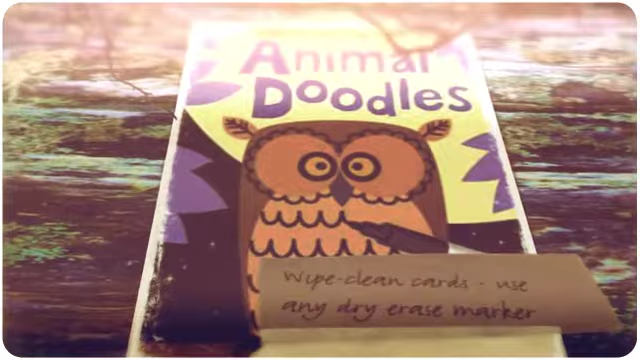 Animal
Doodles
Wipe-clean cards - use
any dry erase marker